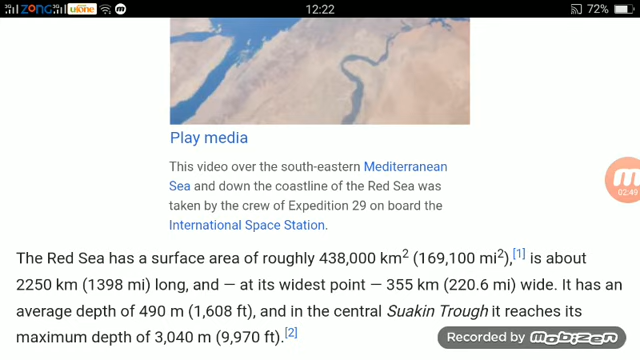 3G ZONG 3G ufone 12:22 72%
Play media
This video over the south-eastern Mediterranean
Sea and down the coastline of the Red Sea was
taken by the crew of Expedition 29 on board the
International Space Station.
02:49
The Red Sea has a surface area of roughly 438,000 km² (169,100 mi²),[1] is about
2250 km (1398 mi) long, and — at its widest point — 355 km (220.6 mi) wide. It has an
average depth of 490 m (1,608 ft), and in the central Suakin Trough it reaches its
maximum depth of 3,040 m (9,970 ft).[2]
Recorded by mobizen